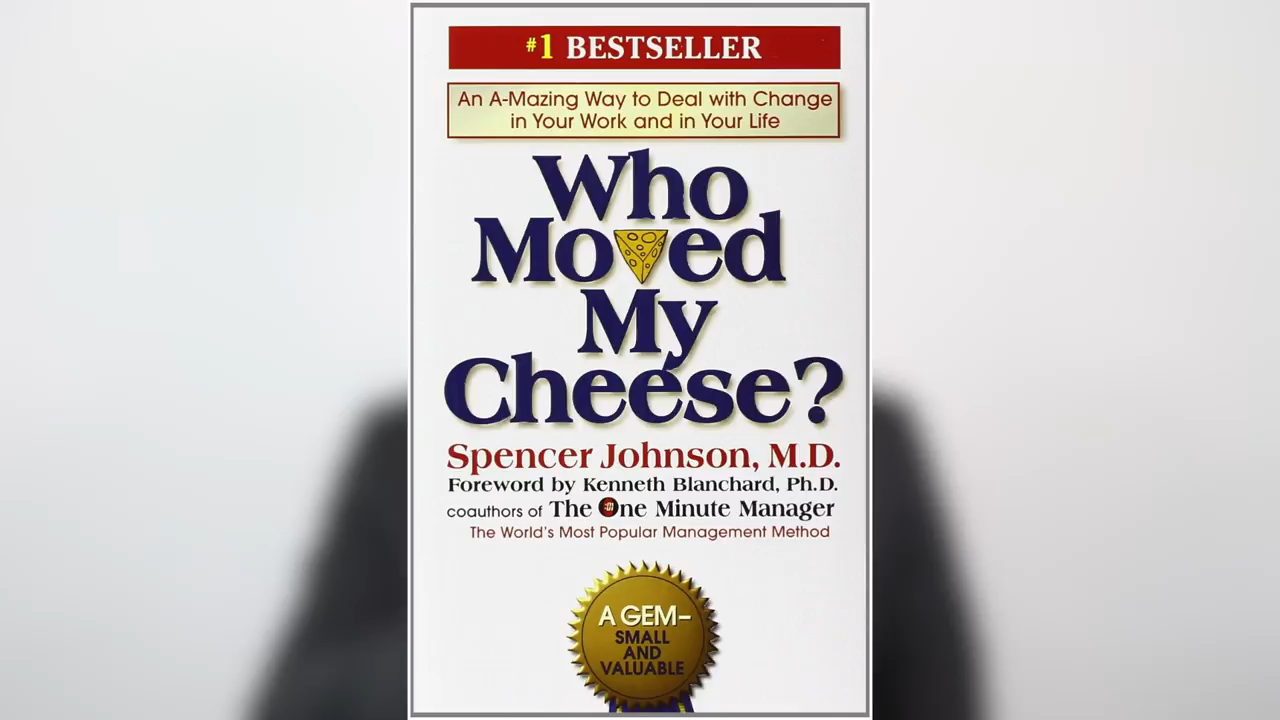 #1 BESTSELLER
An A-Mazing Way to Deal with Change
in Your Work and in Your Life
Who
Moved
My
Cheese?
Spencer Johnson, M.D.
Foreword by Kenneth Blanchard, Ph.D.
coauthors of The One Minute Manager
The World's Most Popular Management Method
A GEM–
SMALL
AND
VALUABLE